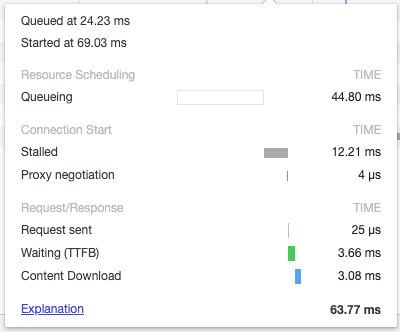 Queued at 24.23 ms
Started at 69.03 ms
Resource Scheduling TIME
Queueing 44.80 ms
Connection Start TIME
Stalled 12.21 ms
Proxy negotiation 4 μs
Request/Response TIME
Request sent 25 μs
Waiting (TTFB) 3.66 ms
Content Download 3.08 ms
Explanation 63.77 ms